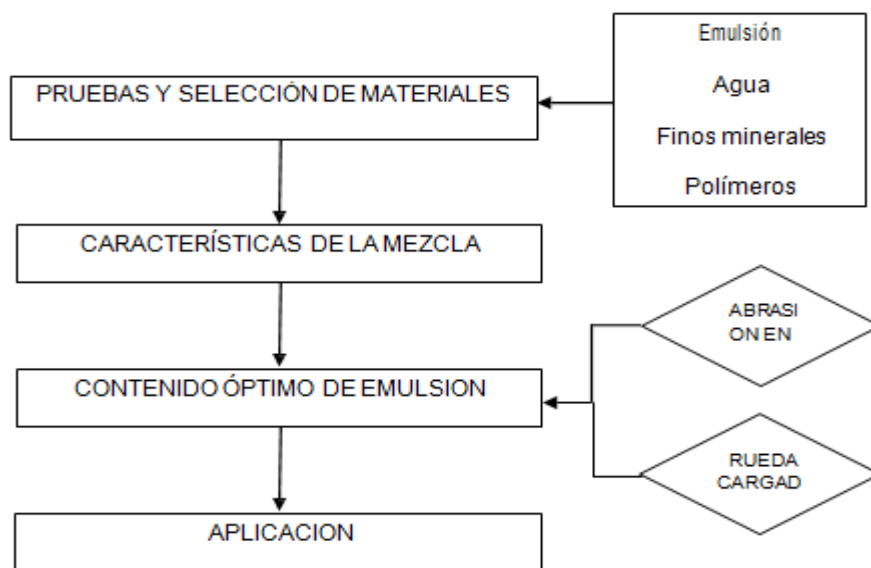 Emulsión
PRUEBAS Y SELECCIÓN DE MATERIALES
Agua
Finos minerales
Polímeros
CARACTERÍSTICAS DE LA MEZCLA
ABRASI
ON EN
CONTENIDO ÓPTIMO DE EMULSION
RUEDA
CARGAD
APLICACION